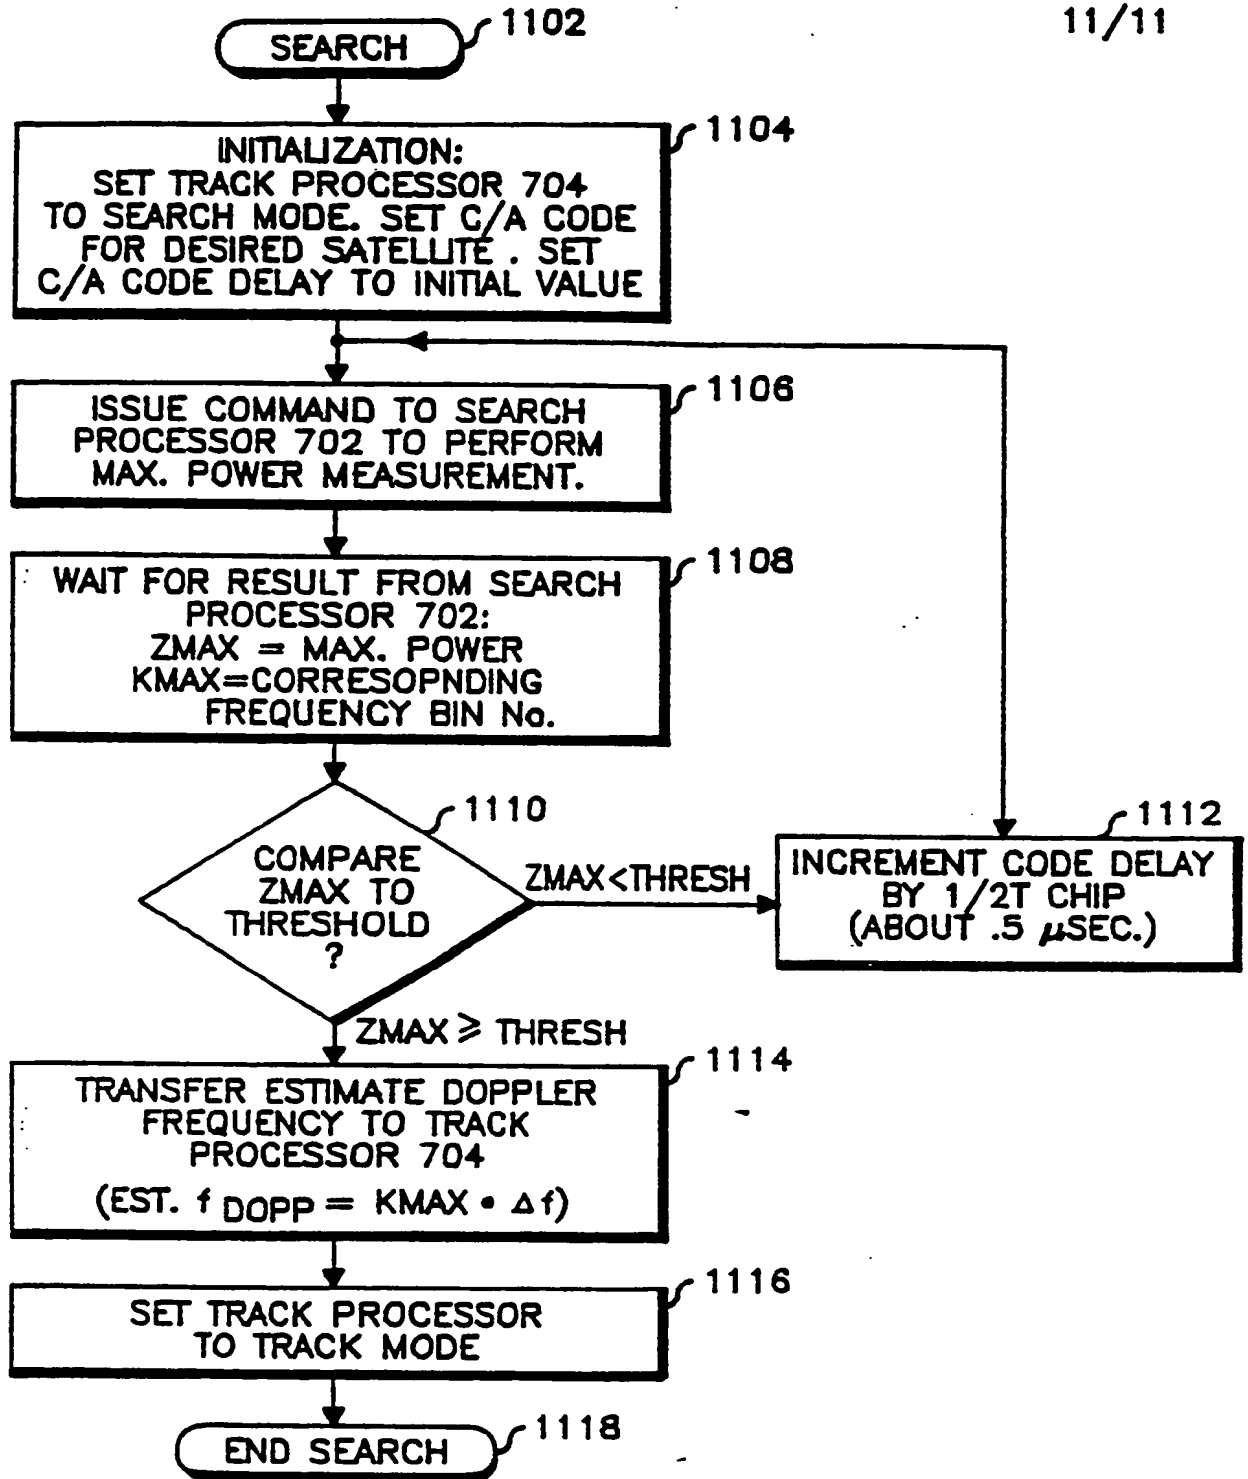 11/11
SEARCH
1102
1104
INITIALIZATION:
SET TRACK PROCESSOR 704
TO SEARCH MODE. SET C/A CODE
FOR DESIRED SATELLITE . SET
C/A CODE DELAY TO INITIAL VALUE
1106
ISSUE COMMAND TO SEARCH
PROCESSOR 702 TO PERFORM
MAX. POWER MEASUREMENT.
1108
WAIT FOR RESULT FROM SEARCH
PROCESSOR 702:
ZMAX = MAX. POWER
KMAX=CORRESOPNDING
FREQUENCY BIN No.
1110
COMPARE
ZMAX TO
THRESHOLD
?
ZMAX<THRESH
1112
INCREMENT CODE DELAY
BY 1/2T CHIP
(ABOUT .5 μSEC.)
ZMAX ⩾ THRESH
1114
TRANSFER ESTIMATE DOPPLER
FREQUENCY TO TRACK
PROCESSOR 704
(EST. f DOPP = KMAX • Δf)
1116
SET TRACK PROCESSOR
TO TRACK MODE
1118
END SEARCH